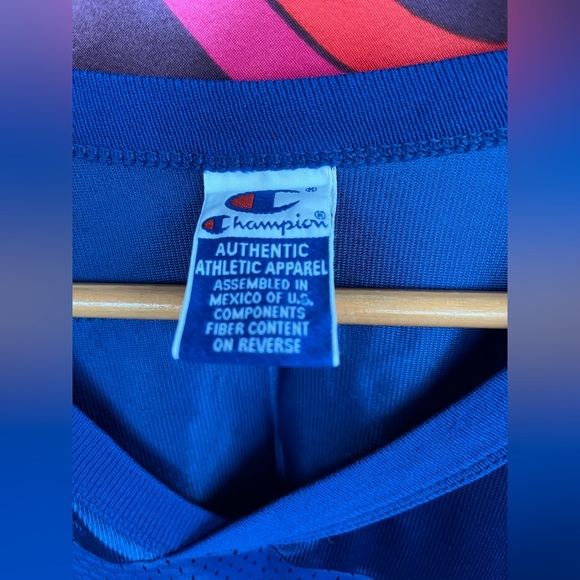 Champion®
AUTHENTIC
ATHLETIC APPAREL
ASSEMBLED IN
MEXICO OF U.S.
COMPONENTS
FIBER CONTENT
ON REVERSE